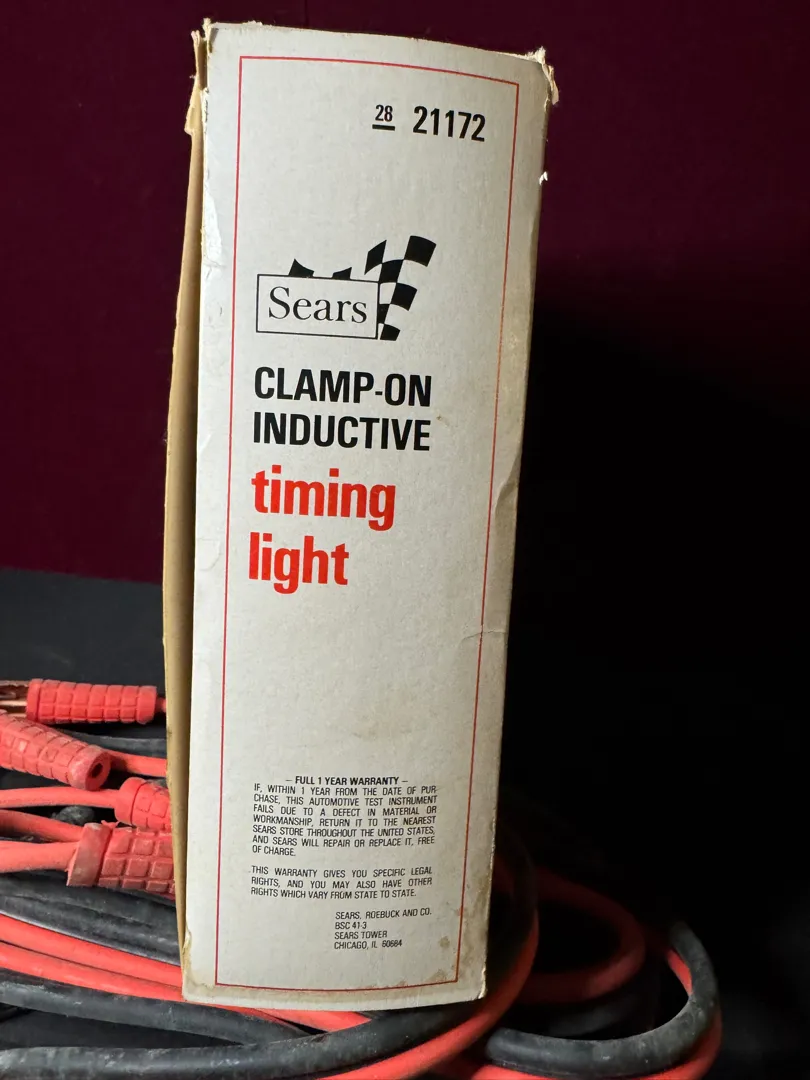 28 21172
Sears
CLAMP-ON
INDUCTIVE
timing
light
– FULL 1 YEAR WARRANTY –
IF, WITHIN 1 YEAR FROM THE DATE OF PUR
CHASE, THIS AUTOMOTIVE TEST INSTRUMENT
FAILS DUE TO A DEFECT IN MATERIAL OR
WORKMANSHIP, RETURN IT TO THE NEAREST
SEARS STORE THROUGHOUT THE UNITED STATES,
AND SEARS WILL REPAIR OR REPLACE IT, FREE
OF CHARGE.
THIS WARRANTY GIVES YOU SPECIFIC LEGAL
RIGHTS, AND YOU MAY ALSO HAVE OTHER
RIGHTS WHICH VARY FROM STATE TO STATE.
SEARS, ROEBUCK AND CO.
BSC 41-3
SEARS TOWER
CHICAGO, IL 60684